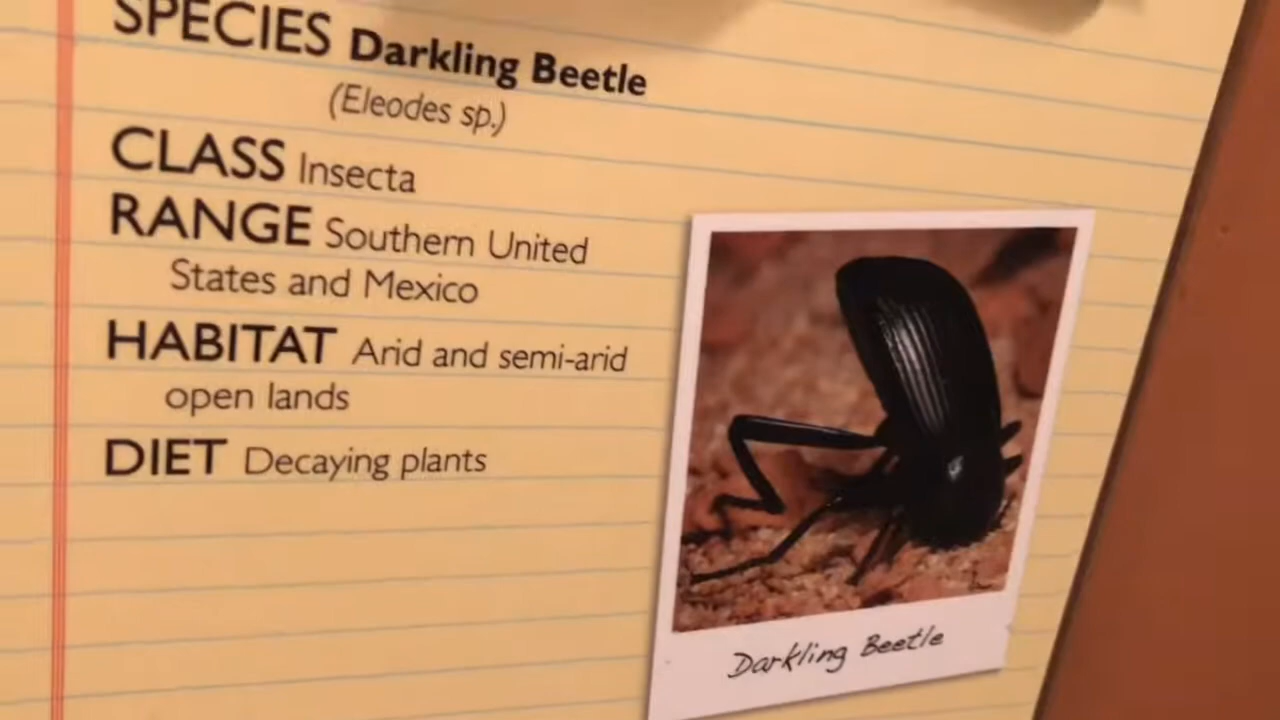 SPECIES Darkling Beetle
(Eleodes sp.)
CLASS Insecta
RANGE Southern United
States and Mexico
HABITAT Arid and semi-arid
open lands
DIET Decaying plants
Darkling Beetle